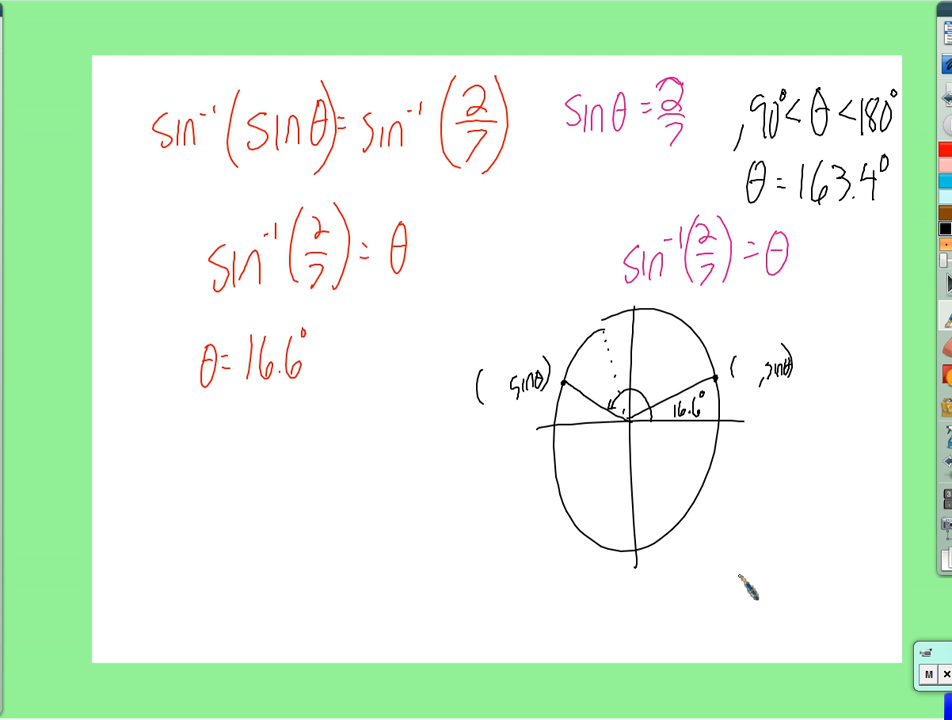 sin⁻¹(sinθ) = sin⁻¹(2/7)
sin⁻¹(2/7) = θ
θ = 16.6°
sinθ = 2/7
, 90° < θ < 180°
θ = 163.4°
sin⁻¹(2/7) = θ
( sinθ)
( , sinθ)
16.6°
M